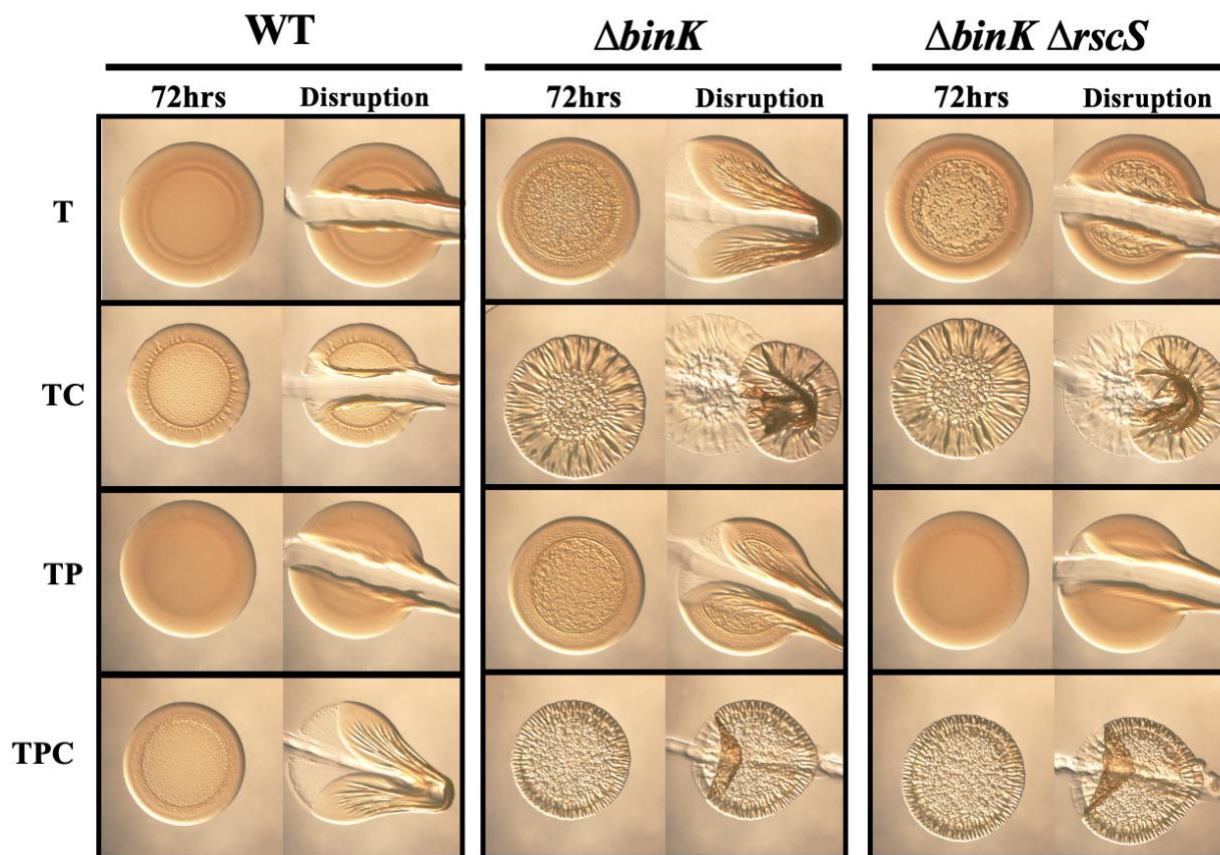 WT ΔbinK ΔbinK ΔrscS
72hrs Disruption 72hrs Disruption 72hrs Disruption
T
TC
TP
TPC